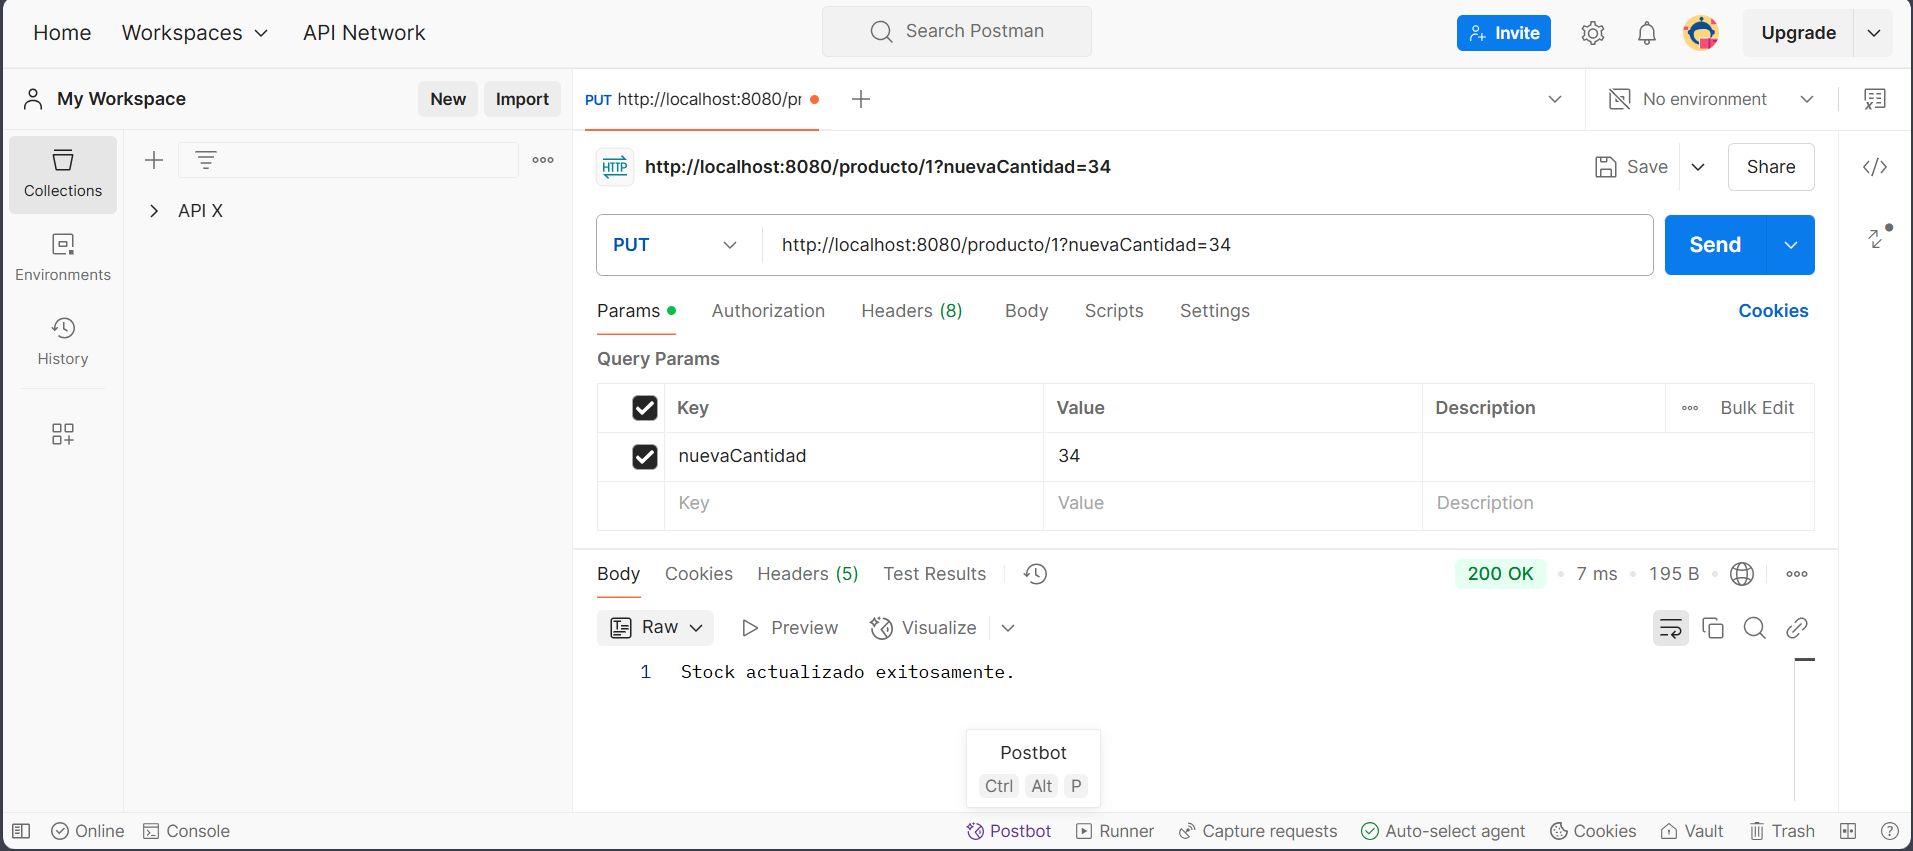 Home Workspaces API Network Search Postman Invite Upgrade
My Workspace New Import PUT http://localhost:8080/pr No environment
Collections
Environments
History
API X
HTTP http://localhost:8080/producto/1?nuevaCantidad=34 Save Share
PUT http://localhost:8080/producto/1?nuevaCantidad=34 Send
Params Authorization Headers (8) Body Scripts Settings Cookies
Query Params
Key Value Description Bulk Edit
nuevaCantidad 34
Key Value Description
Body Cookies Headers (5) Test Results 200 OK 7 ms 195 B
Raw Preview Visualize
1 Stock actualizado exitosamente.
Postbot
Ctrl Alt P
Online Console Postbot Runner Capture requests Auto-select agent Cookies Vault Trash